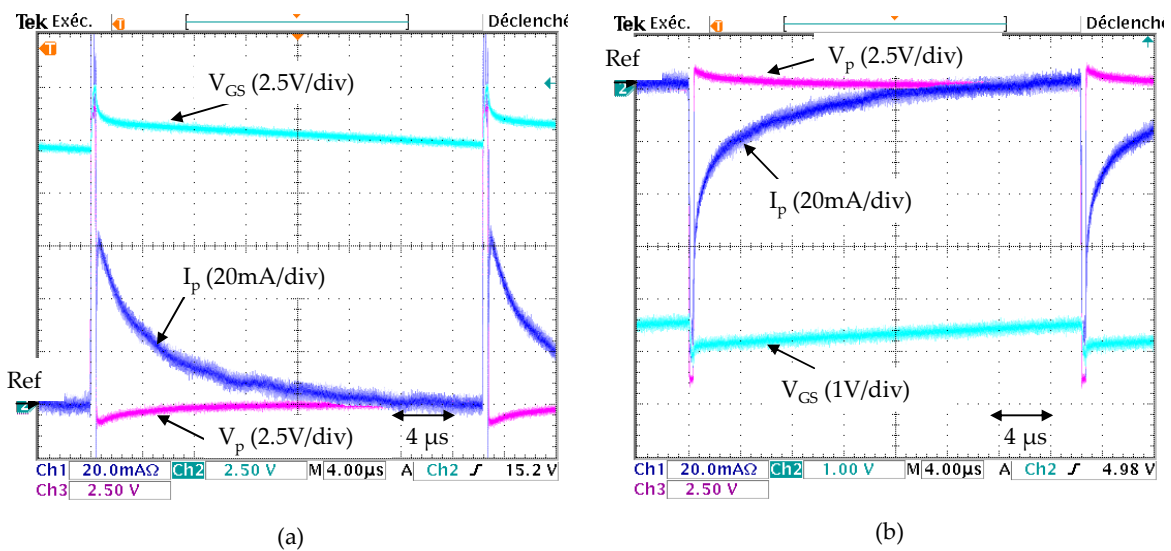 Tek Exéc.
T
[
]
Déclenché
T
V_GS (2.5V/div)
I_p (20mA/div)
Ref
2
V_p (2.5V/div)
4 µs
Ch1 20.0mAΩ Ch2 2.50 V M 4.00µs A Ch2 ʃ 15.2 V
Ch3 2.50 V
(a)
Tek Exéc.
T
[
]
Déclenché
Ref
2
V_p (2.5V/div)
I_p (20mA/div)
V_GS (1V/div)
4 µs
Ch1 20.0mAΩ Ch2 1.00 V M 4.00µs A Ch2 ʃ 4.98 V
Ch3 2.50 V
(b)